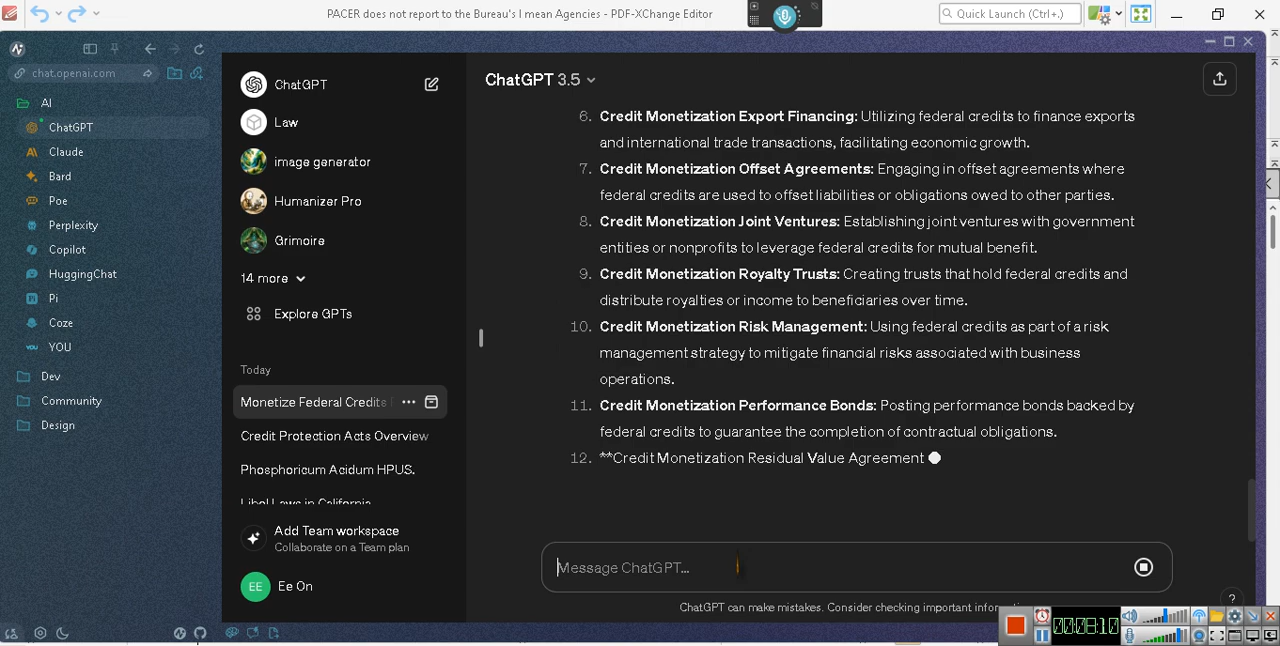 PACER does not report to the Bureau's I mean Agencies - PDF-XChange Editor
Quick Launch (Ctrl+.)
chat.openai.com
AI
ChatGPT
Claude
Bard
Poe
Perplexity
Copilot
HuggingChat
Pi
Coze
YOU
Dev
Community
Design
ChatGPT
Law
image generator
Humanizer Pro
Grimoire
14 more
Explore GPTs
Today
Monetize Federal Credits
Credit Protection Acts Overview
Phosphoricum Acidum HPUS.
Libel Laws in California
Add Team workspace
Collaborate on a Team plan
EE
Ee On
ChatGPT 3.5
6. Credit Monetization Export Financing: Utilizing federal credits to finance exports
and international trade transactions, facilitating economic growth.
7. Credit Monetization Offset Agreements: Engaging in offset agreements where
federal credits are used to offset liabilities or obligations owed to other parties.
8. Credit Monetization Joint Ventures: Establishing joint ventures with government
entities or nonprofits to leverage federal credits for mutual benefit.
9. Credit Monetization Royalty Trusts: Creating trusts that hold federal credits and
distribute royalties or income to beneficiaries over time.
10. Credit Monetization Risk Management: Using federal credits as part of a risk
management strategy to mitigate financial risks associated with business
operations.
11. Credit Monetization Performance Bonds: Posting performance bonds backed by
federal credits to guarantee the completion of contractual obligations.
12. **Credit Monetization Residual Value Agreement
Message ChatGPT...
ChatGPT can make mistakes. Consider checking important
?
00:08:10